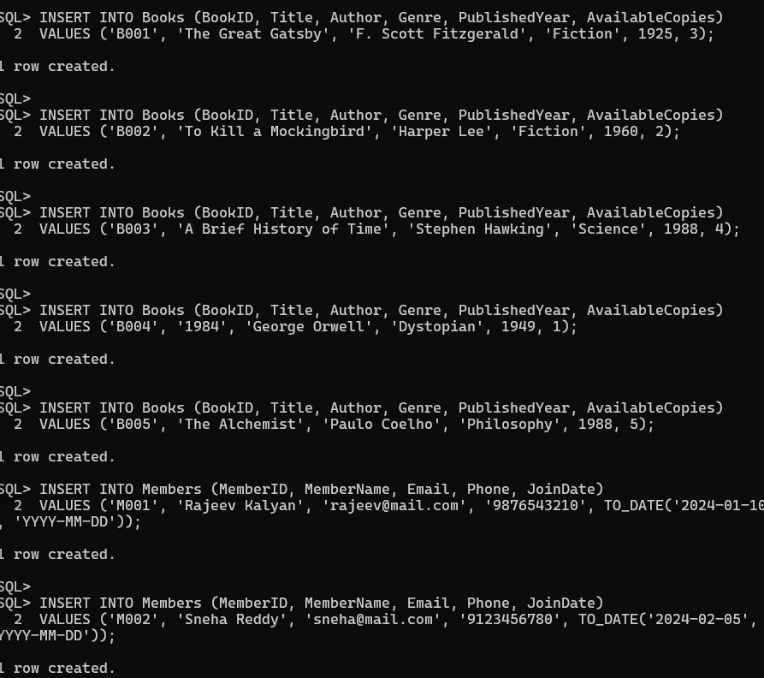 SQL> INSERT INTO Books (BookID, Title, Author, Genre, PublishedYear, AvailableCopies)
2 VALUES ('B001', 'The Great Gatsby', 'F. Scott Fitzgerald', 'Fiction', 1925, 3);
1 row created.
SQL>
SQL> INSERT INTO Books (BookID, Title, Author, Genre, PublishedYear, AvailableCopies)
2 VALUES ('B002', 'To Kill a Mockingbird', 'Harper Lee', 'Fiction', 1960, 2);
1 row created.
SQL>
SQL> INSERT INTO Books (BookID, Title, Author, Genre, PublishedYear, AvailableCopies)
2 VALUES ('B003', 'A Brief History of Time', 'Stephen Hawking', 'Science', 1988, 4);
1 row created.
SQL>
SQL> INSERT INTO Books (BookID, Title, Author, Genre, PublishedYear, AvailableCopies)
2 VALUES ('B004', '1984', 'George Orwell', 'Dystopian', 1949, 1);
1 row created.
SQL>
SQL> INSERT INTO Books (BookID, Title, Author, Genre, PublishedYear, AvailableCopies)
2 VALUES ('B005', 'The Alchemist', 'Paulo Coelho', 'Philosophy', 1988, 5);
1 row created.
SQL> INSERT INTO Members (MemberID, MemberName, Email, Phone, JoinDate)
2 VALUES ('M001', 'Rajeev Kalyan', 'rajeev@mail.com', '9876543210', TO_DATE('2024-01-10
, 'YYYY-MM-DD'));
1 row created.
SQL>
SQL> INSERT INTO Members (MemberID, MemberName, Email, Phone, JoinDate)
2 VALUES ('M002', 'Sneha Reddy', 'sneha@mail.com', '9123456780', TO_DATE('2024-02-05',
YYYY-MM-DD'));
1 row created.